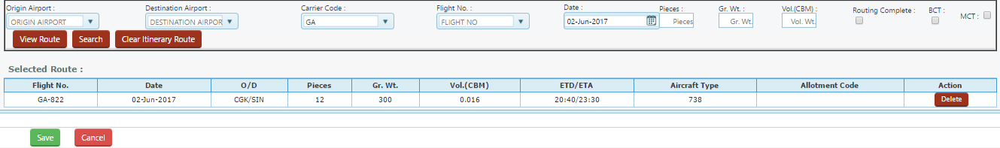 Origin Airport : Destination Airport : Carrier Code : Flight No. : Date : Pieces : Gr. Wt. : Vol.(CBM) : Routing Complete : BCT : MCT :
ORIGIN AIRPORT DESTINATION AIRPOR GA FLIGHT NO 02-Jun-2017 Pieces Gr. Wt. Vol. Wt.
View Route Search Clear Itinerary Route
Selected Route :
Flight No. Date O/D Pieces Gr. Wt. Vol.(CBM) ETD/ETA Aircraft Type Allotment Code Action
GA-822 02-Jun-2017 CGK/SIN 12 300 0.016 20:40/23:30 738 Delete
Save Cancel